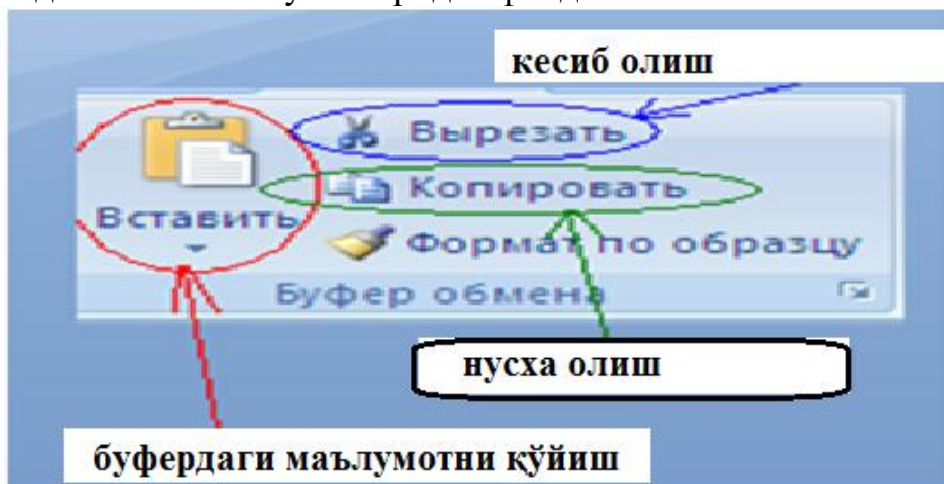 кесиб олиш
Вырезать
Копировать
Вставить
Формат по образцу
Буфер обмена
нусха олиш
буфердаги маълумотни қўйиш